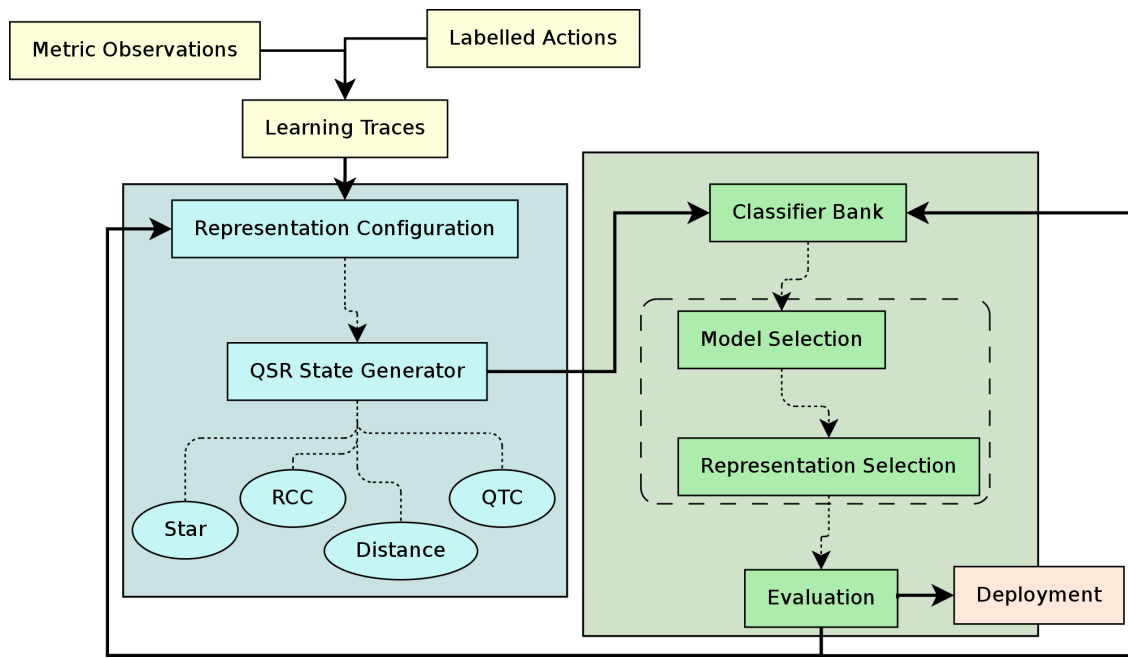 Metric Observations
Labelled Actions
Learning Traces
Representation Configuration
QSR State Generator
Star
RCC
Distance
QTC
Classifier Bank
Model Selection
Representation Selection
Evaluation
Deployment